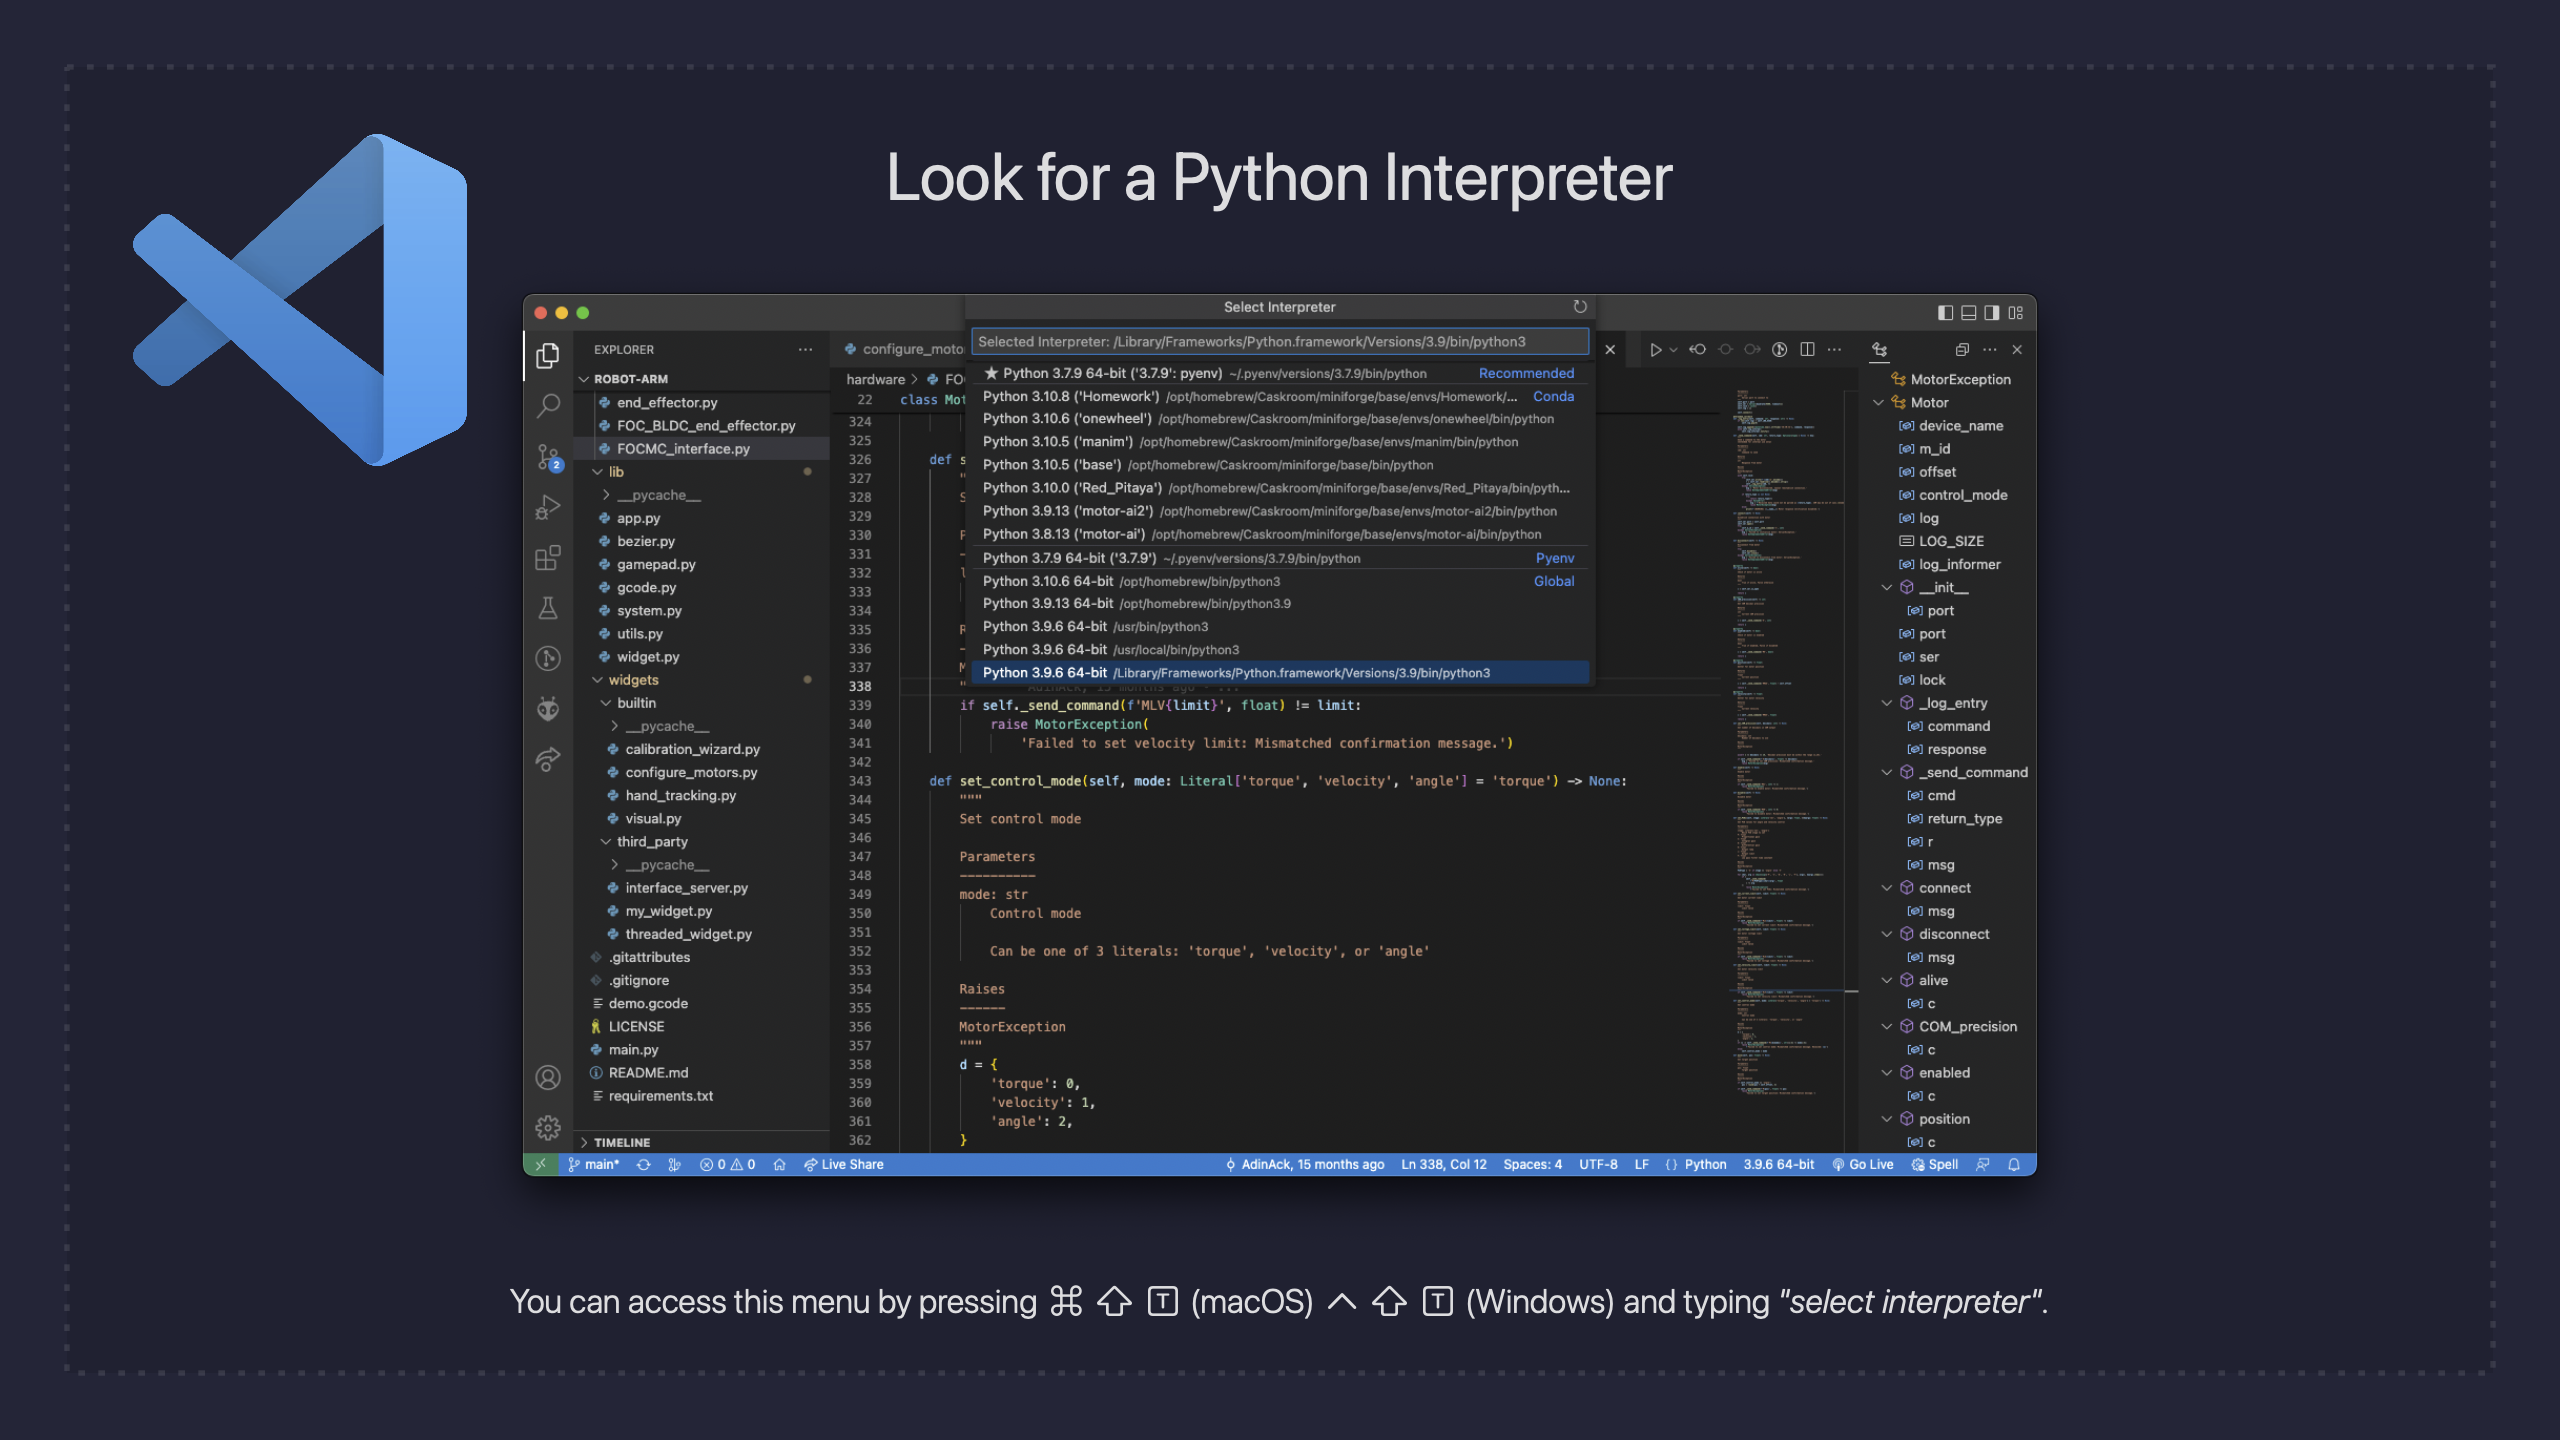 Look for a Python Interpreter
Select Interpreter
Selected Interpreter: /Library/Frameworks/Python.framework/Versions/3.9/bin/python3
★ Python 3.7.9 64-bit ('3.7.9': pyenv) ~/.pyenv/versions/3.7.9/bin/python Recommended
Python 3.10.8 ('Homework') /opt/homebrew/Caskroom/miniforge/base/envs/Homework/... Conda
Python 3.10.6 ('onewheel') /opt/homebrew/Caskroom/miniforge/base/envs/onewheel/bin/python
Python 3.10.5 ('manim') /opt/homebrew/Caskroom/miniforge/base/envs/manim/bin/python
Python 3.10.5 ('base') /opt/homebrew/Caskroom/miniforge/base/bin/python
Python 3.10.0 ('Red_Pitaya') /opt/homebrew/Caskroom/miniforge/base/envs/Red_Pitaya/bin/pyth...
Python 3.9.13 ('motor-ai2') /opt/homebrew/Caskroom/miniforge/base/envs/motor-ai2/bin/python
Python 3.8.13 ('motor-ai') /opt/homebrew/Caskroom/miniforge/base/envs/motor-ai/bin/python
Python 3.7.9 64-bit ('3.7.9') ~/.pyenv/versions/3.7.9/bin/python Pyenv
Python 3.10.6 64-bit /opt/homebrew/bin/python3 Global
Python 3.9.13 64-bit /opt/homebrew/bin/python3.9
Python 3.9.6 64-bit /usr/bin/python3
Python 3.9.6 64-bit /usr/local/bin/python3
Python 3.9.6 64-bit /Library/Frameworks/Python.framework/Versions/3.9/bin/python3
EXPLORER
ROBOT-ARM
end_effector.py
FOC_BLDC_end_effector.py
FOCMC_interface.py
lib
__pycache__
app.py
bezier.py
gamepad.py
gcode.py
system.py
utils.py
widget.py
widgets
builtin
__pycache__
calibration_wizard.py
configure_motors.py
hand_tracking.py
visual.py
third_party
__pycache__
interface_server.py
my_widget.py
threaded_widget.py
.gitattributes
.gitignore
demo.gcode
LICENSE
main.py
README.md
requirements.txt
TIMELINE
2
configure_moto
hardware > FO
22 class Mot
324
325
326 def s
327 "
328 S
329
330 P
331 -
332 l
333
334
335 R
336 -
337 M
338 " AdinAck, 15 months ago • ...
339 if self._send_command(f'MLV{limit}', float) != limit:
340 raise MotorException(
341 'Failed to set velocity limit: Mismatched confirmation message.')
342
343 def set_control_mode(self, mode: Literal['torque', 'velocity', 'angle'] = 'torque') -> None:
344 """
345 Set control mode
346
347 Parameters
348 ----------
349 mode: str
350 Control mode
351
352 Can be one of 3 literals: 'torque', 'velocity', or 'angle'
353
354 Raises
355 ------
356 MotorException
357 """
358 d = {
359 'torque': 0,
360 'velocity': 1,
361 'angle': 2,
362 }
MotorException
Motor
device_name
m_id
offset
control_mode
log
LOG_SIZE
log_informer
__init__
port
port
ser
lock
_log_entry
command
response
_send_command
cmd
return_type
r
msg
connect
msg
disconnect
msg
alive
c
COM_precision
c
enabled
c
position
c
main* 0 0 Live Share AdinAck, 15 months ago Ln 338, Col 12 Spaces: 4 UTF-8 LF {} Python 3.9.6 64-bit Go Live Spell
You can access this menu by pressing ⌘ ⇧ T (macOS) ^ ⇧ T (Windows) and typing "select interpreter".